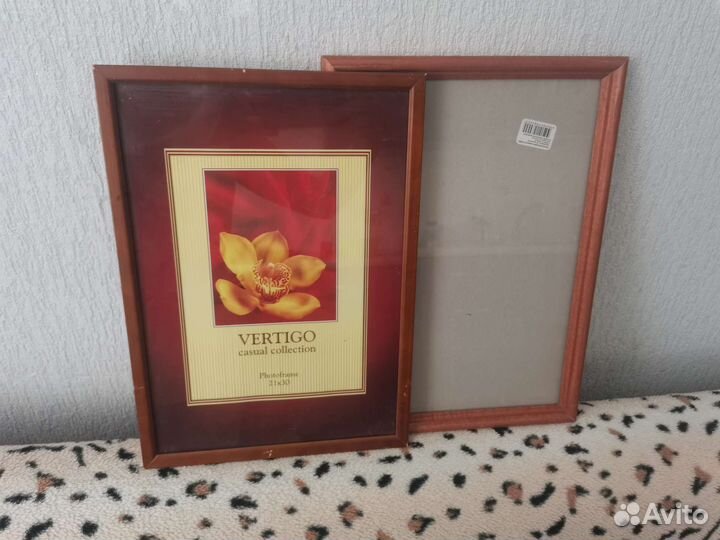 VERTIGO
casual collection
Photoframe
21x30
Avito